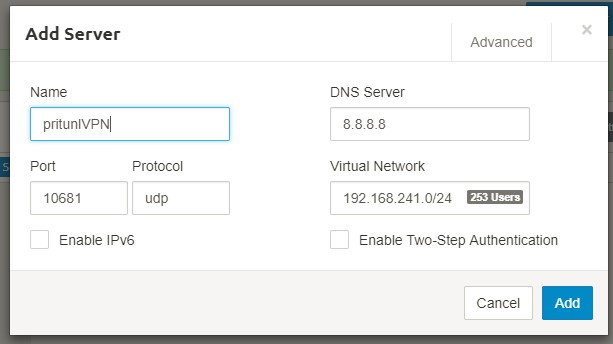 Add Server
Advanced
×
Name
DNS Server
pritunlVPN
8.8.8.8
Port
Protocol
Virtual Network
10681
udp
192.168.241.0/24
253 Users
Enable IPv6
Enable Two-Step Authentication
Cancel
Add